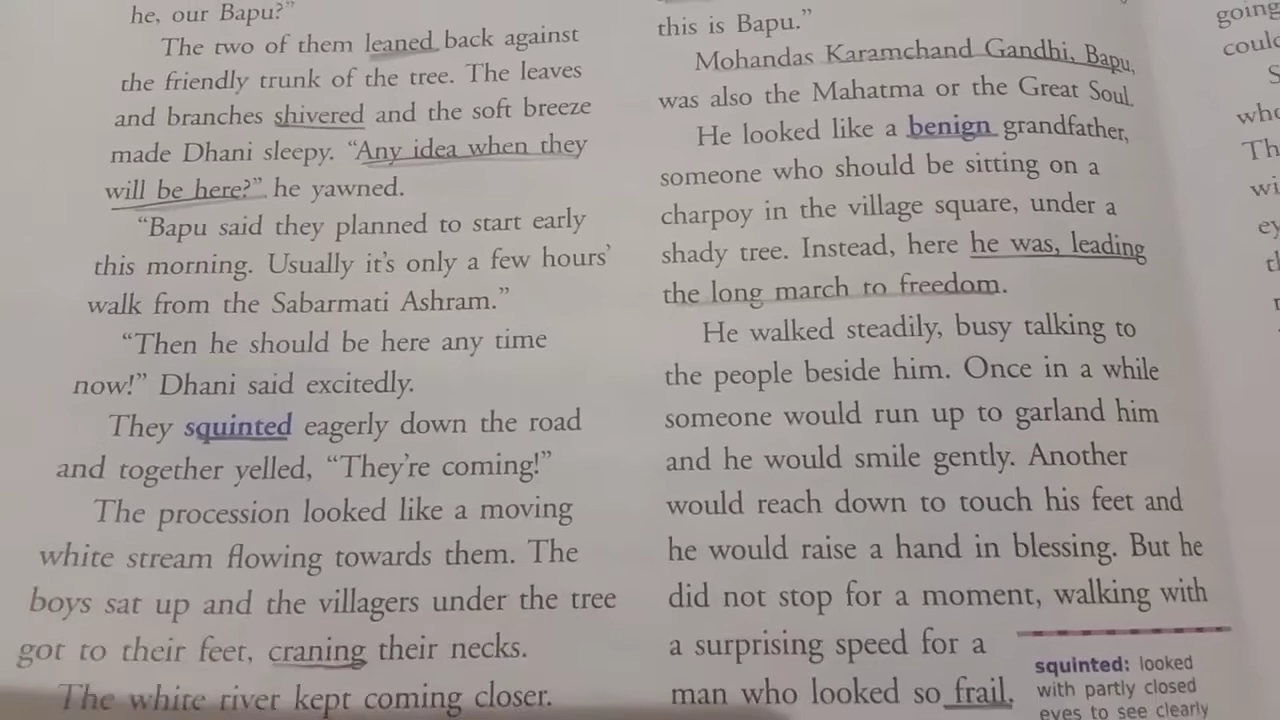 he, our Bapu?"
The two of them leaned back against
the friendly trunk of the tree. The leaves
and branches shivered and the soft breeze
made Dhani sleepy. “Any idea when they
will be here?” he yawned.
“Bapu said they planned to start early
this morning. Usually it’s only a few hours’
walk from the Sabarmati Ashram.”
“Then he should be here any time
now!” Dhani said excitedly.
They squinted eagerly down the road
and together yelled, “They’re coming!”
The procession looked like a moving
white stream flowing towards them. The
boys sat up and the villagers under the tree
got to their feet, craning their necks.
The white river kept coming closer.
this is Bapu.”
Mohandas Karamchand Gandhi, Bapu,
was also the Mahatma or the Great Soul.
He looked like a benign grandfather,
someone who should be sitting on a
charpoy in the village square, under a
shady tree. Instead, here he was, leading
the long march to freedom.
He walked steadily, busy talking to
the people beside him. Once in a while
someone would run up to garland him
and he would smile gently. Another
would reach down to touch his feet and
he would raise a hand in blessing. But he
did not stop for a moment, walking with
a surprising speed for a
man who looked so frail.
squinted: looked
with partly closed
eyes to see clearly
going